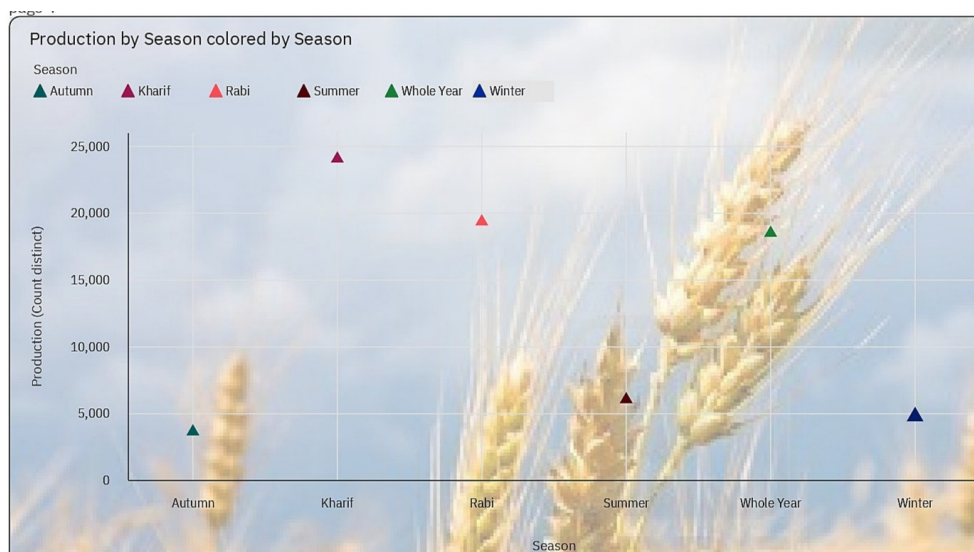 Production by Season colored by Season
Season
Autumn Kharif Rabi Summer Whole Year Winter
25,000
20,000
15,000
10,000
5,000
0
Production (Count distinct)
Autumn Kharif Rabi Summer Whole Year Winter
Season